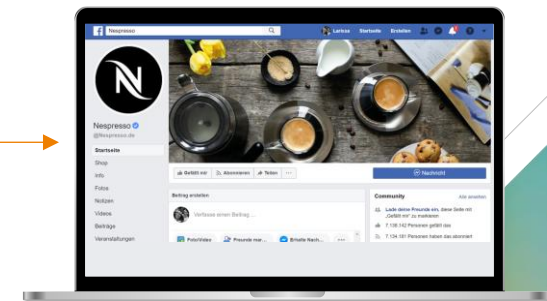 Nespresso
Larissa Startseite Erstellen
N
Nespresso
@Nespresso.de
Startseite
Shop
Info
Fotos
Notizen
Videos
Beiträge
Veranstaltungen
Gefällt mir Abonnieren Teilen ...
Nachricht
Beitrag erstellen
Verfasse einen Beitrag ...
Foto/Video Freunde mar... Erhalte Nach... ...
Community Alle ansehen
Lade deine Freunde ein, diese Seite mit
„Gefällt mir“ zu markieren
Personen gefällt das
Personen haben das abonniert